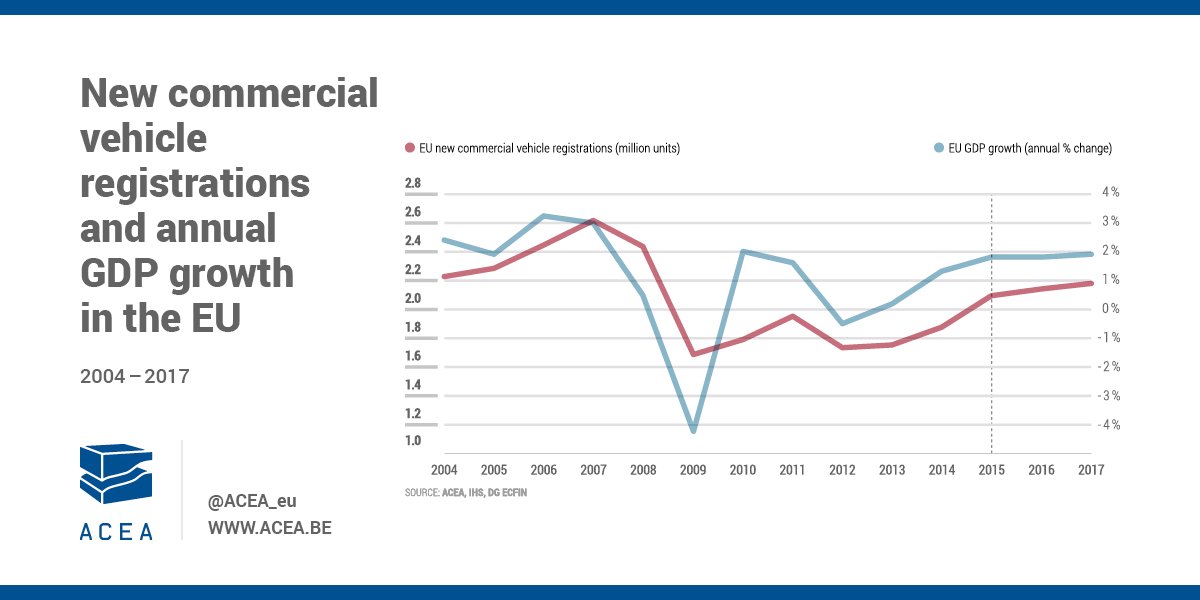 New commercial
vehicle
registrations
and annual
GDP growth
in the EU
2004 – 2017
ACEA
@ACEA_eu
WWW.ACEA.BE
EU new commercial vehicle registrations (million units)
EU GDP growth (annual % change)
2.8
2.6
2.4
2.2
2.0
1.8
1.6
1.4
1.2
1.0
4%
3%
2%
1%
0%
-1%
-2%
-3%
-4%
2004 2005 2006 2007 2008 2009 2010 2011 2012 2013 2014 2015 2016 2017
SOURCE: ACEA, IHS, DG ECFIN